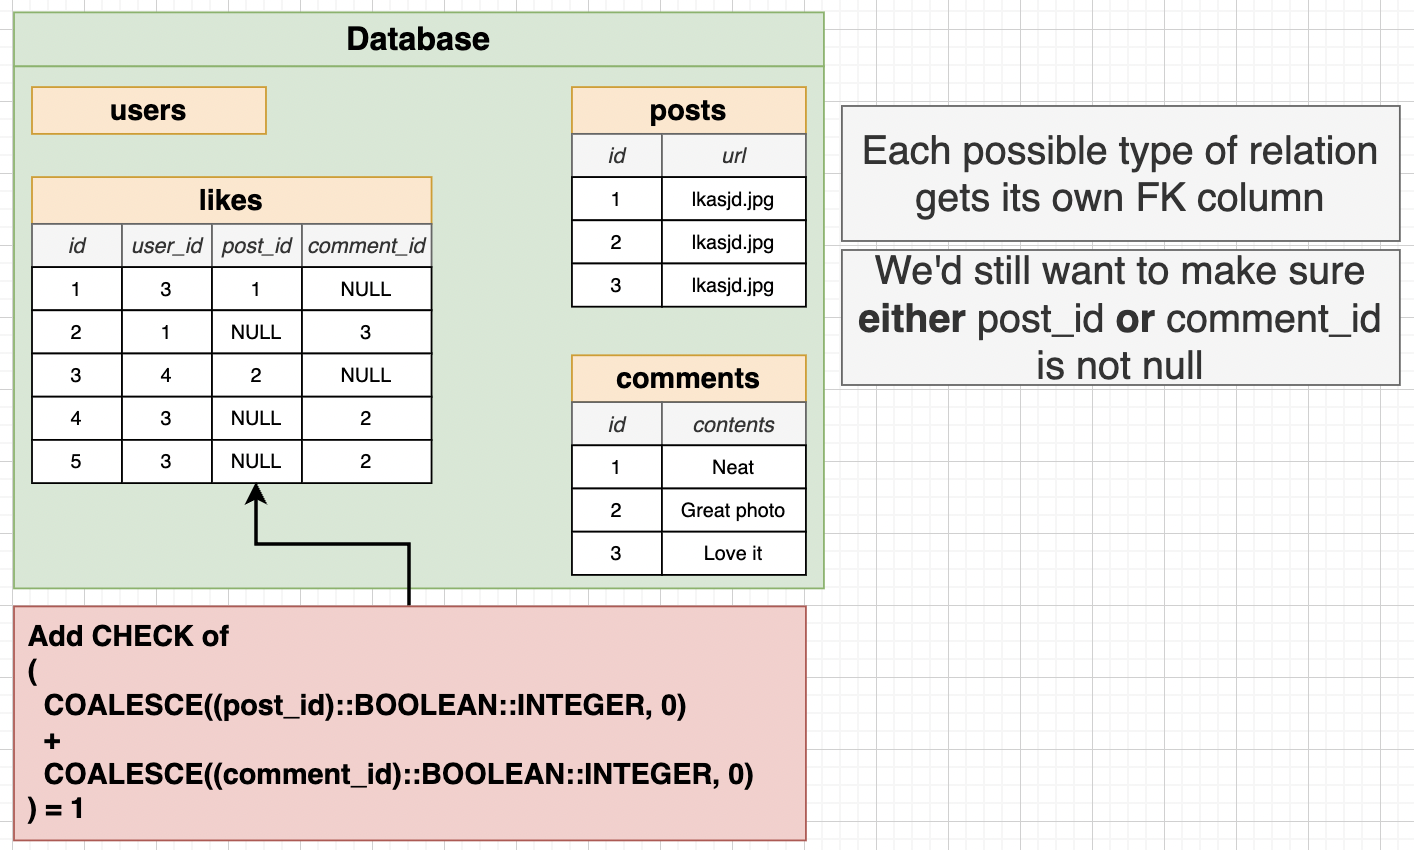 Database
users
likes
id user_id post_id comment_id
1 3 1 NULL
2 1 NULL 3
3 4 2 NULL
4 3 NULL 2
5 3 NULL 2
posts
id url
1 lkasjd.jpg
2 lkasjd.jpg
3 lkasjd.jpg
comments
id contents
1 Neat
2 Great photo
3 Love it
Each possible type of relation
gets its own FK column
We'd still want to make sure
either post_id or comment_id
is not null
Add CHECK of
(
COALESCE((post_id)::BOOLEAN::INTEGER, 0)
+
COALESCE((comment_id)::BOOLEAN::INTEGER, 0)
) = 1